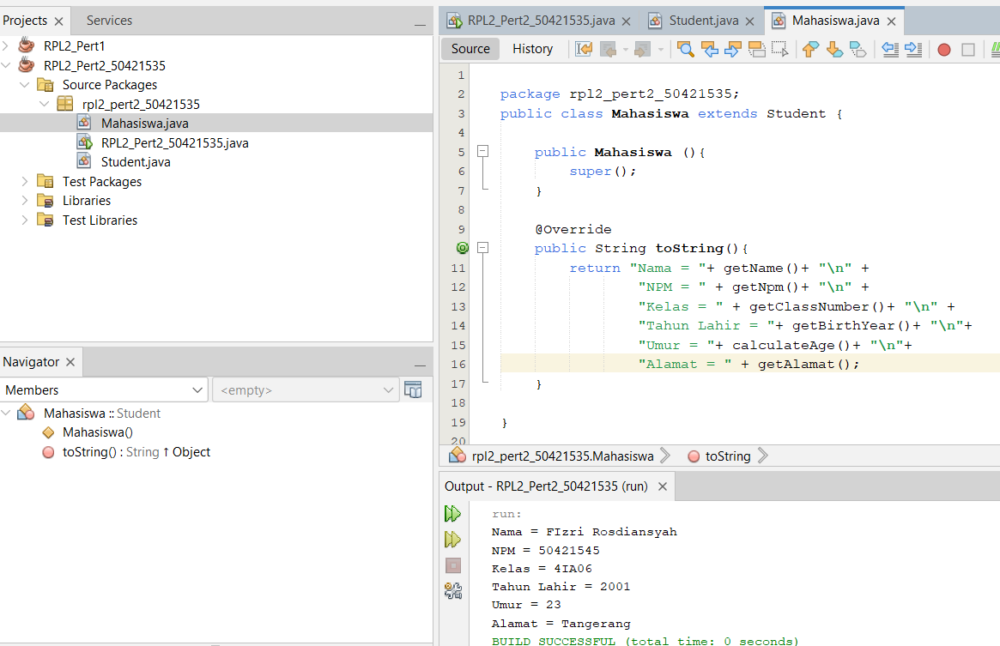 Projects
Services
RPL2_Pert1
RPL2_Pert2_50421535
Source Packages
rpl2_pert2_50421535
Mahasiswa.java
RPL2_Pert2_50421535.java
Student.java
Test Packages
Libraries
Test Libraries
Navigator
Members
<empty>
Mahasiswa :: Student
Mahasiswa()
toString() : String ↑ Object
RPL2_Pert2_50421535.java
Student.java
Mahasiswa.java
Source
History
1
2 package rpl2_pert2_50421535;
3 public class Mahasiswa extends Student {
4
5 public Mahasiswa (){
6 super();
7 }
8
9 @Override
public String toString(){
11 return "Nama = "+ getName()+ "\n" +
12 "NPM = " + getNpm()+ "\n" +
13 "Kelas = " + getClassNumber()+ "\n" +
14 "Tahun Lahir = "+ getBirthYear()+ "\n"+
15 "Umur = "+ calculateAge()+ "\n"+
16 "Alamat = " + getAlamat();
17 }
18
19 }
20
rpl2_pert2_50421535.Mahasiswa
toString
Output - RPL2_Pert2_50421535 (run)
run:
Nama = FIzri Rosdiansyah
NPM = 50421545
Kelas = 4IA06
Tahun Lahir = 2001
Umur = 23
Alamat = Tangerang
BUILD SUCCESSFUL (total time: 0 seconds)